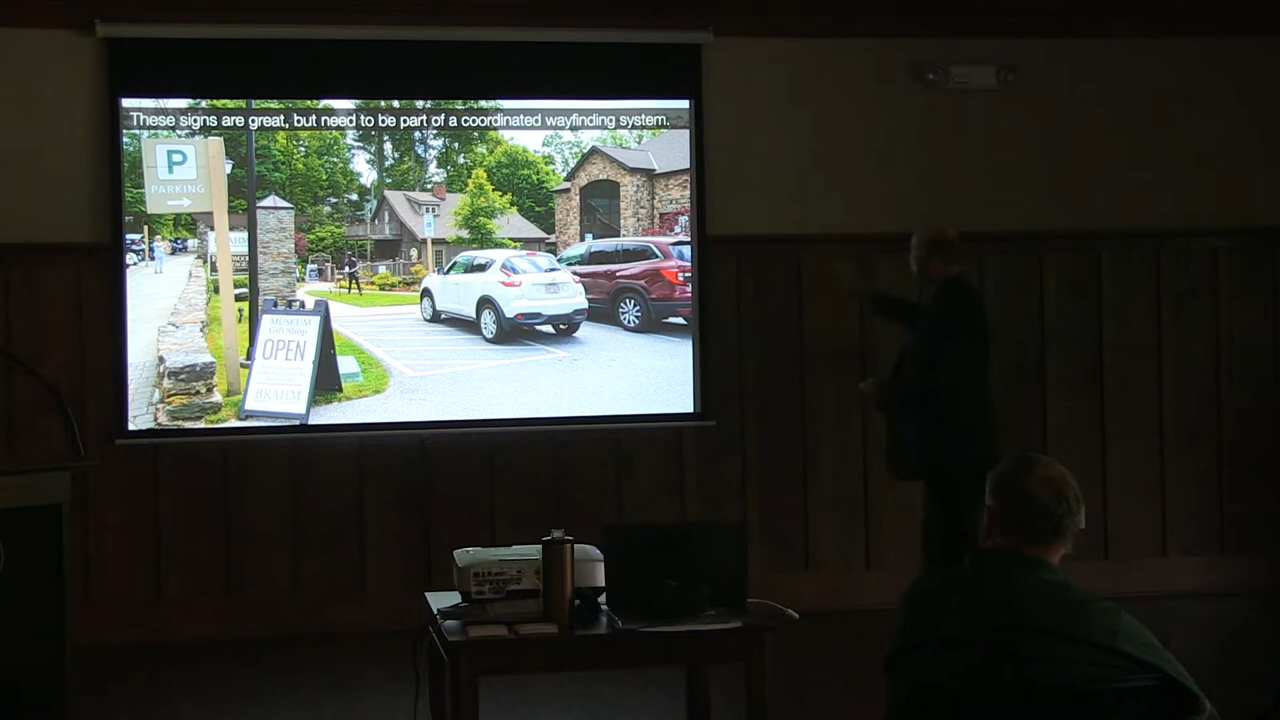 These signs are great, but need to be part of a coordinated wayfinding system.
P
PARKING
MUSEUM
Gift Shop
OPEN
BRAHM